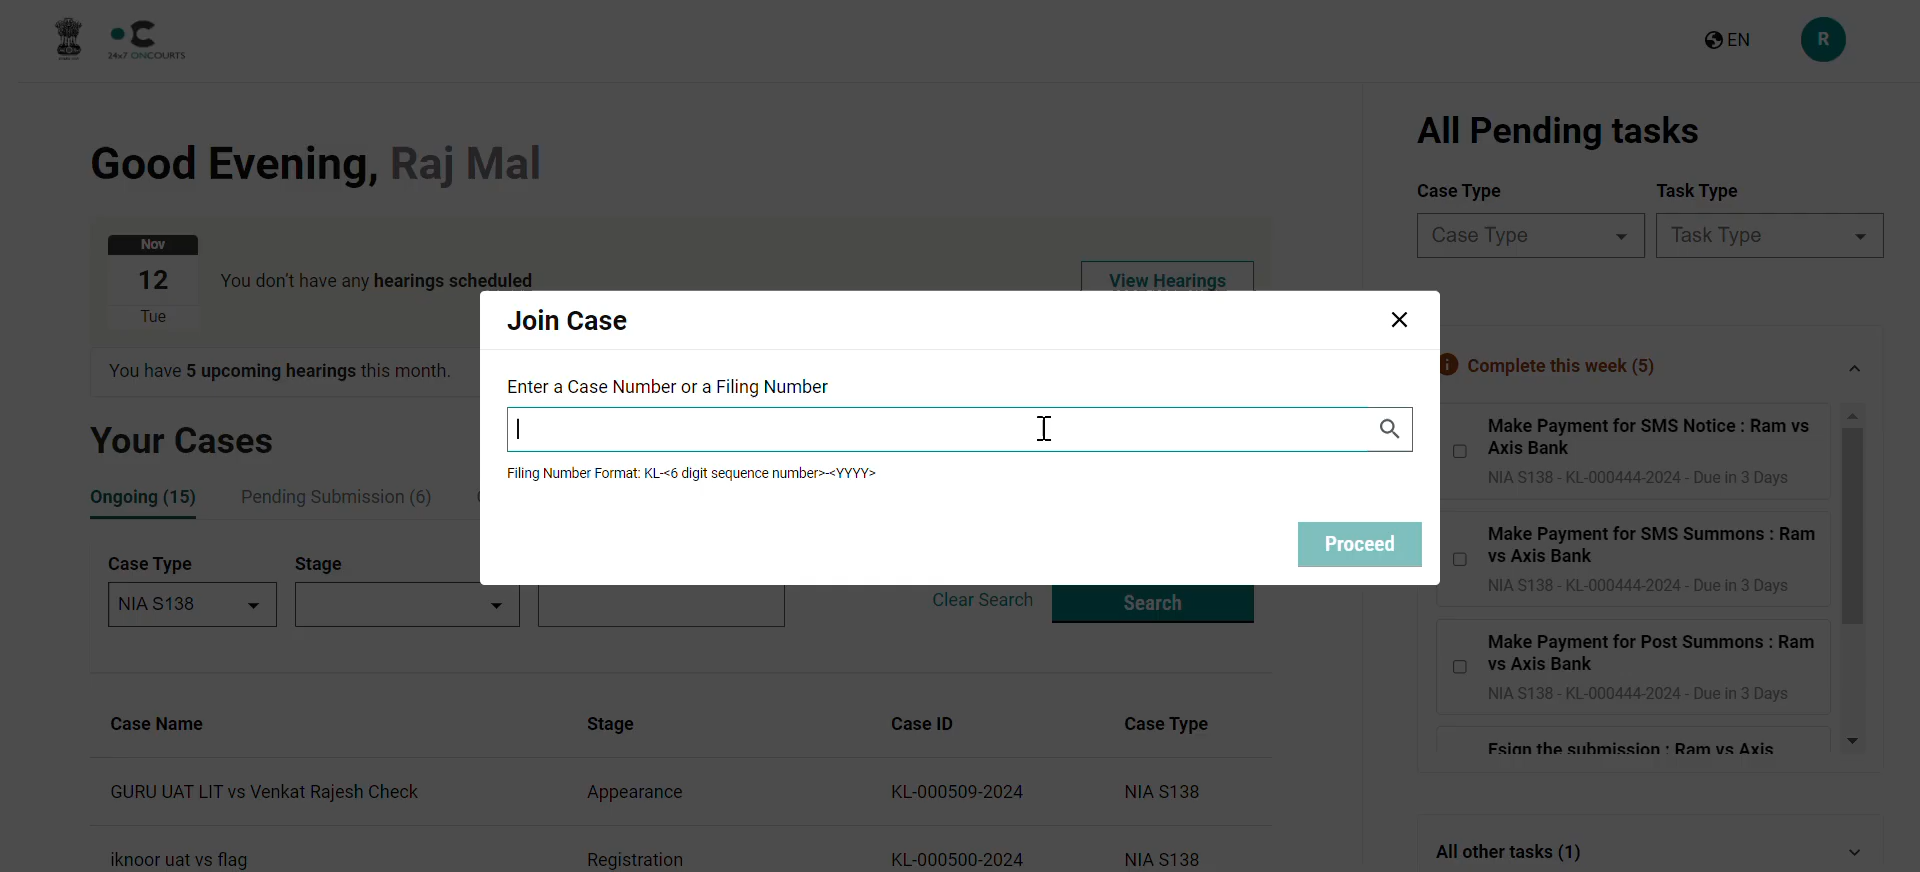 24x7 ONCOURTS
EN
R
Good Evening, Raj Mal
Nov
12
Tue
You don't have any hearings scheduled
View Hearings
You have 5 upcoming hearings this month.
Your Cases
Ongoing (15)
Pending Submission (6)
Case Type
Stage
NIA S138
Clear Search
Search
Case Name
Stage
Case ID
Case Type
GURU UAT LIT vs Venkat Rajesh Check
Appearance
KL-000509-2024
NIA S138
iknoor uat vs flag
Registration
KL-000500-2024
NIA S138
Join Case
Enter a Case Number or a Filing Number
Filing Number Format: KL-<6 digit sequence number>-<YYYY>
Proceed
All Pending tasks
Case Type
Task Type
Case Type
Task Type
Complete this week (5)
Make Payment for SMS Notice : Ram vs
Axis Bank
NIA S138 - KL-000444-2024 - Due in 3 Days
Make Payment for SMS Summons : Ram
vs Axis Bank
NIA S138 - KL-000444-2024 - Due in 3 Days
Make Payment for Post Summons : Ram
vs Axis Bank
NIA S138 - KL-000444-2024 - Due in 3 Days
Esign the submission : Ram vs Axis
All other tasks (1)